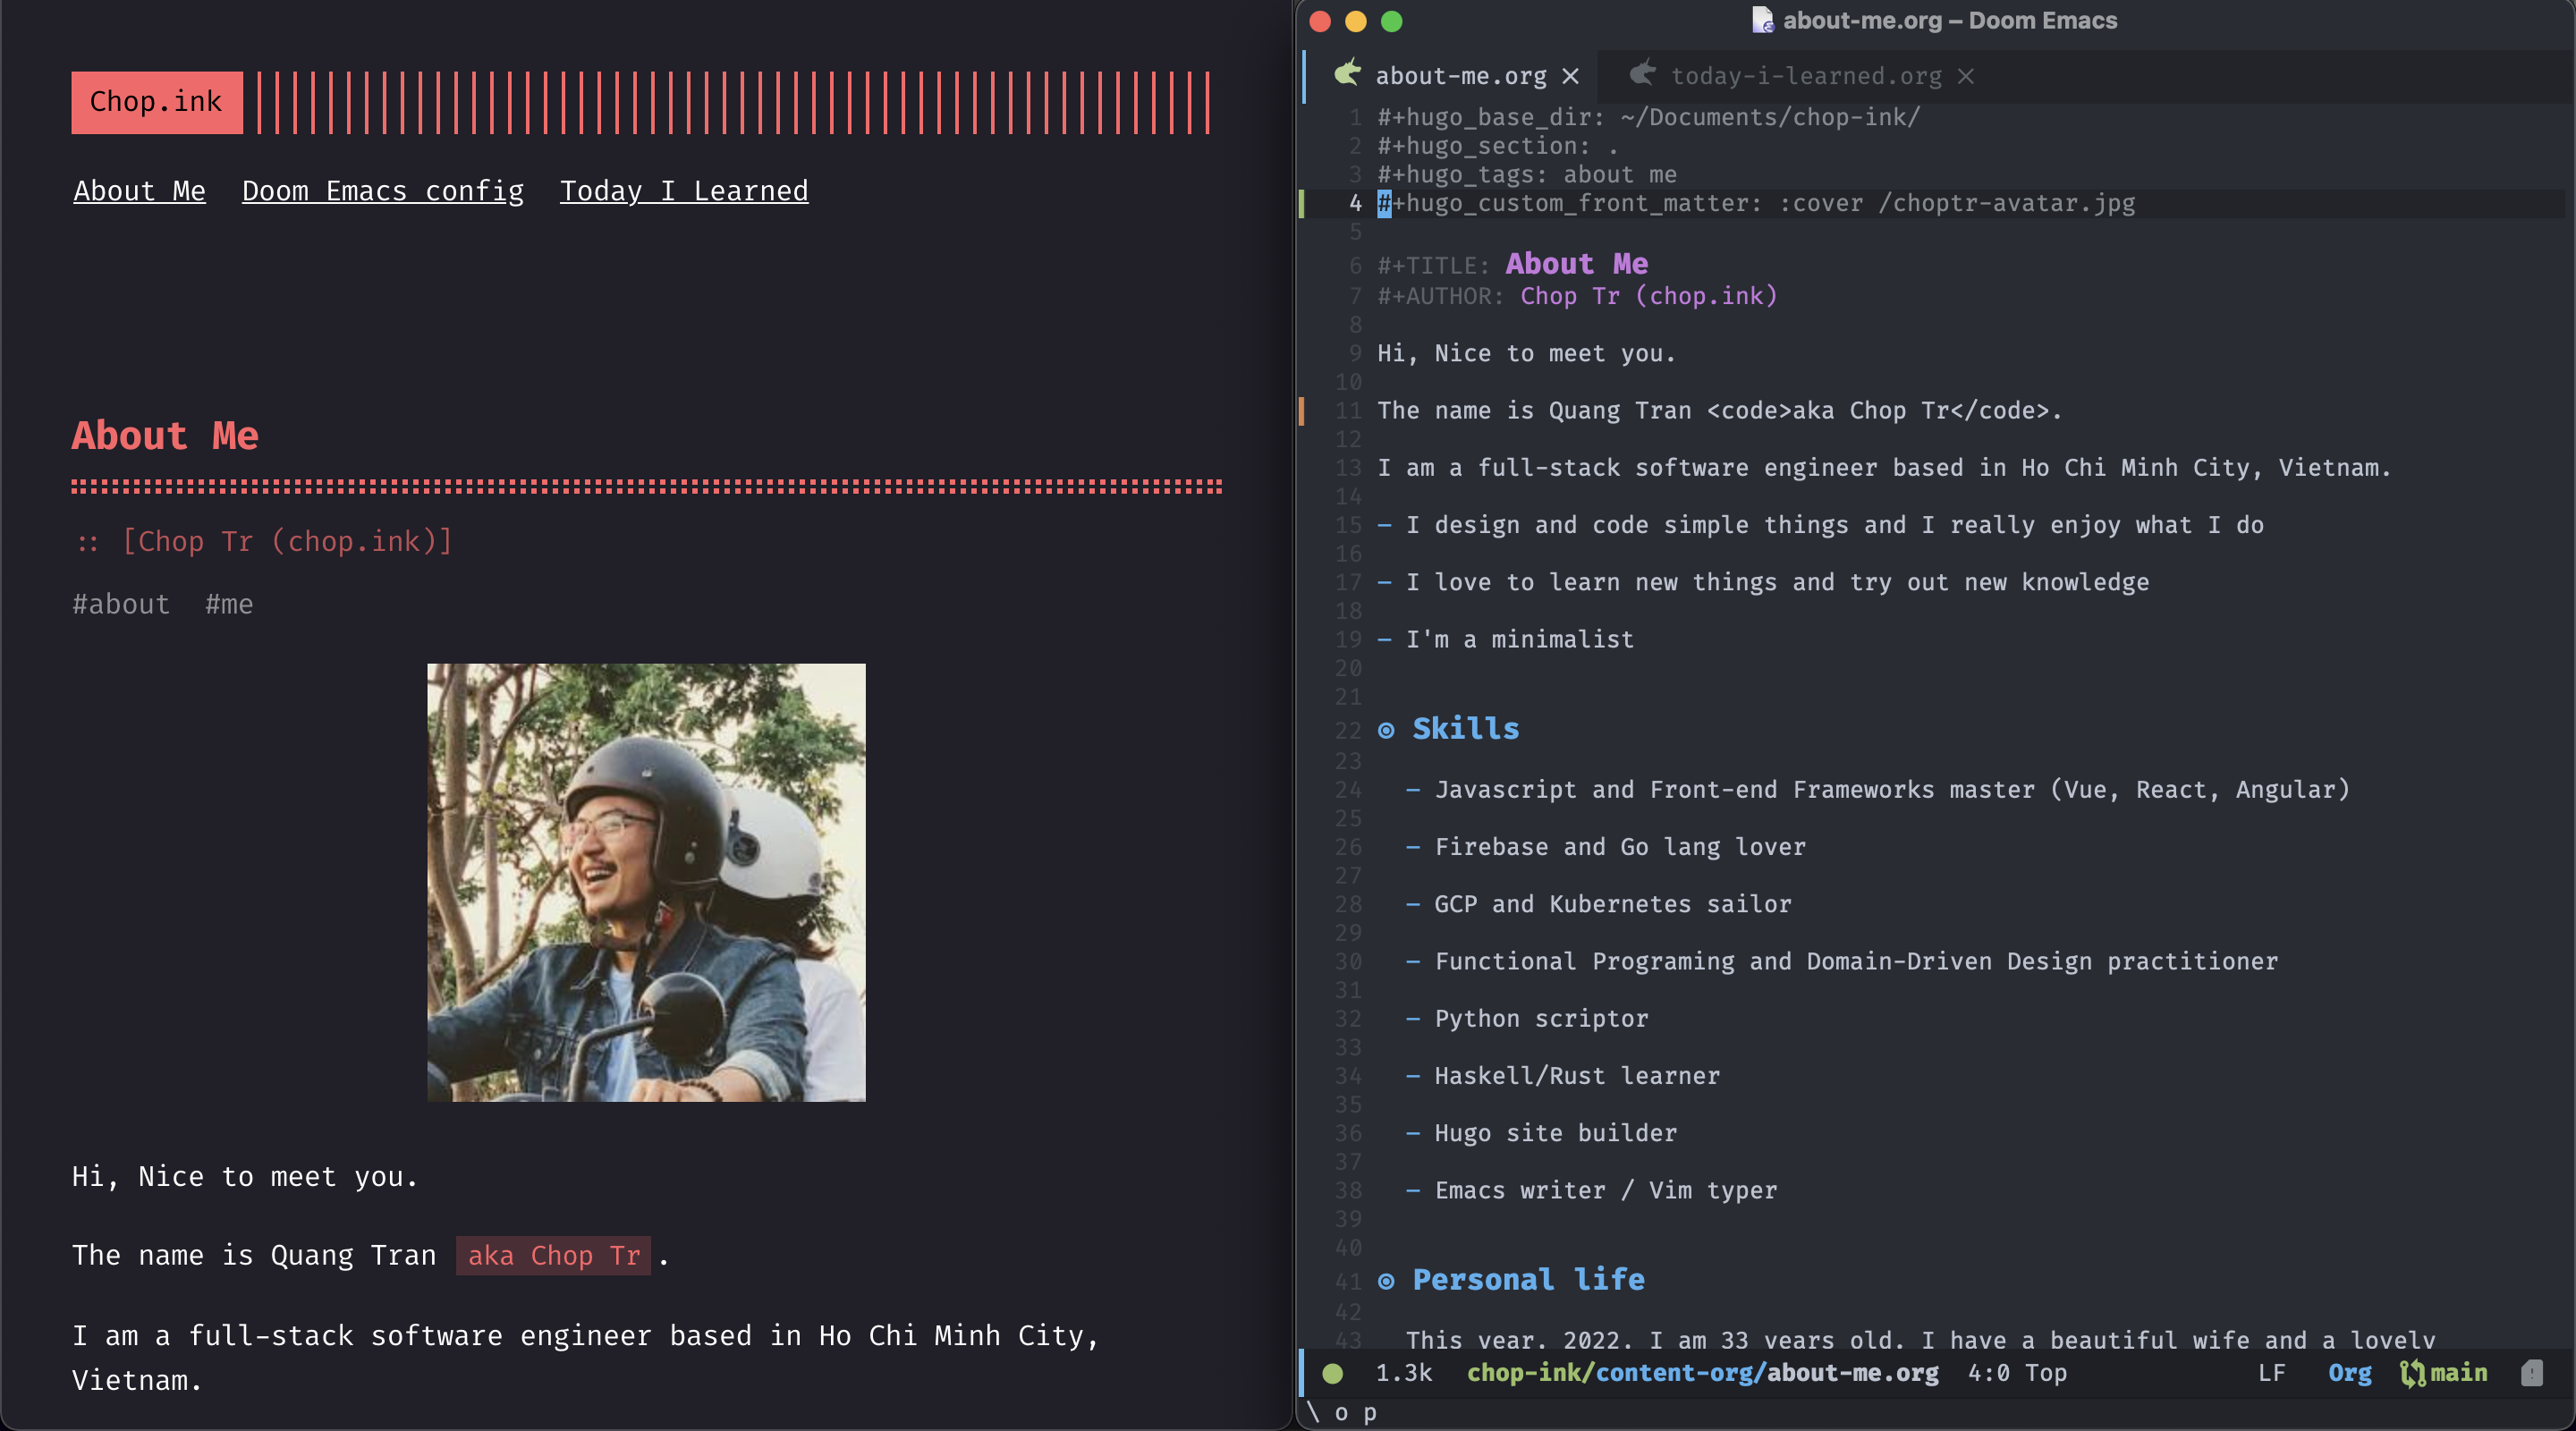 Chop.ink
About Me Doom Emacs config Today I Learned
About Me
:: [Chop Tr (chop.ink)]
#about #me
Hi, Nice to meet you.
The name is Quang Tran aka Chop Tr .
I am a full-stack software engineer based in Ho Chi Minh City,
Vietnam.
about-me.org – Doom Emacs
about-me.org × today-i-learned.org ×
1 #+hugo_base_dir: ~/Documents/chop-ink/
2 #+hugo_section: .
3 #+hugo_tags: about me
4 #+hugo_custom_front_matter: :cover /choptr-avatar.jpg
5
6 #+TITLE: About Me
7 #+AUTHOR: Chop Tr (chop.ink)
8
9 Hi, Nice to meet you.
10
11 The name is Quang Tran <code>aka Chop Tr</code>.
12
13 I am a full-stack software engineer based in Ho Chi Minh City, Vietnam.
14
15 – I design and code simple things and I really enjoy what I do
16
17 – I love to learn new things and try out new knowledge
18
19 – I'm a minimalist
20
21
22 ⊙ Skills
23
24 – Javascript and Front-end Frameworks master (Vue, React, Angular)
25
26 – Firebase and Go lang lover
27
28 – GCP and Kubernetes sailor
29
30 – Functional Programing and Domain-Driven Design practitioner
31
32 – Python scriptor
33
34 – Haskell/Rust learner
35
36 – Hugo site builder
37
38 – Emacs writer / Vim typer
39
40
41 ⊙ Personal life
42
43 This year, 2022, I am 33 years old. I have a beautiful wife and a lovely
1.3k chop-ink/content-org/about-me.org 4:0 Top LF Org main
\ o p